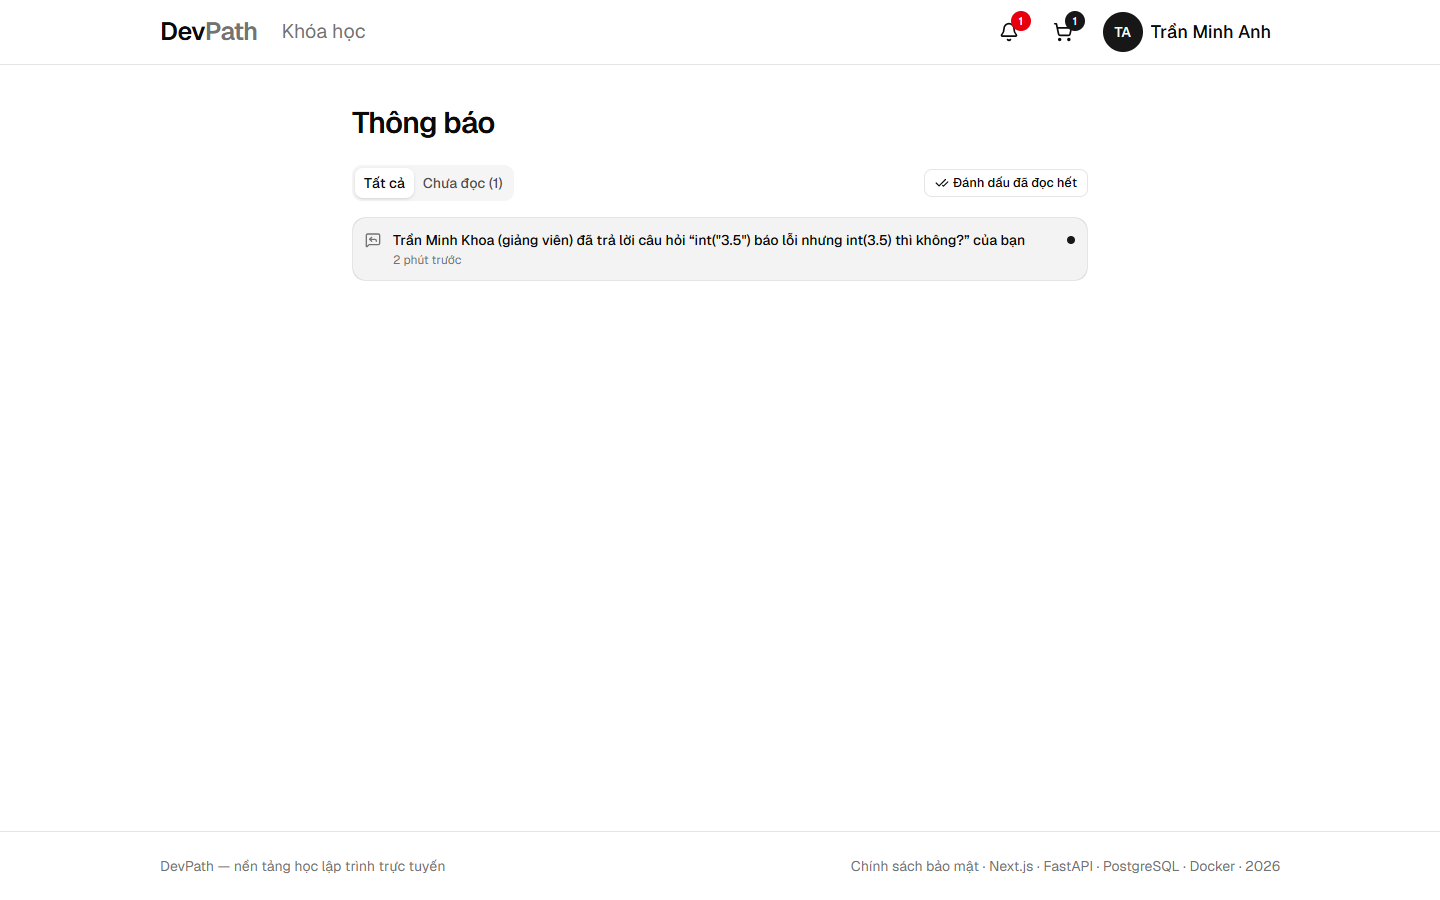 DevPath Khóa học 1 1 TA Trần Minh Anh
Thông báo
Tất cả Chưa đọc (1) Đánh dấu đã đọc hết
Trần Minh Khoa (giảng viên) đã trả lời câu hỏi “int("3.5") báo lỗi nhưng int(3.5) thì không?” của bạn
2 phút trước
DevPath — nền tảng học lập trình trực tuyến Chính sách bảo mật · Next.js · FastAPI · PostgreSQL · Docker · 2026